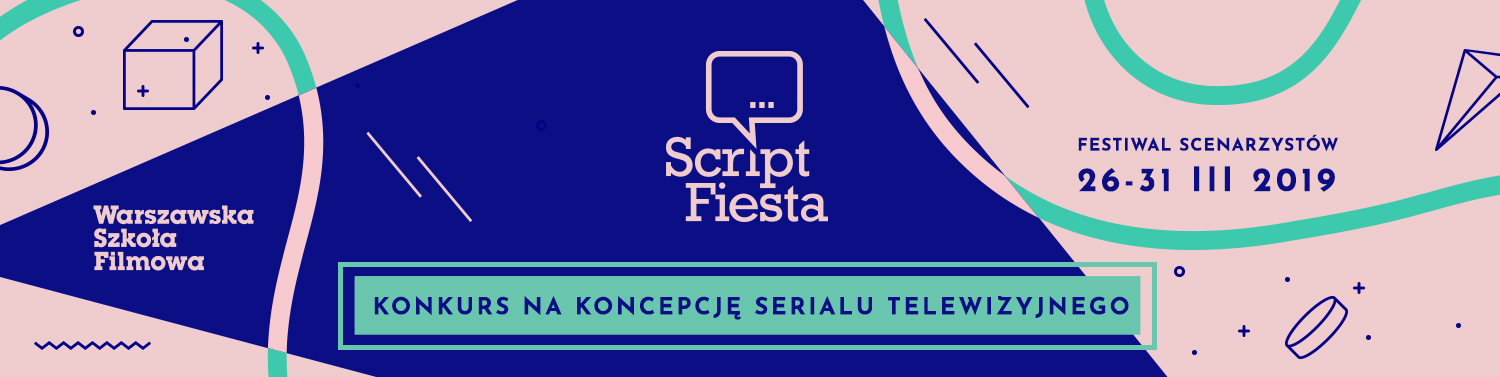 ...
Script
Fiesta
FESTIWAL SCENARZYSTÓW
26-31 III 2019
Warszawska
Szkoła
Filmowa
KONKURS NA KONCEPCJĘ SERIALU TELEWIZYJNEGO